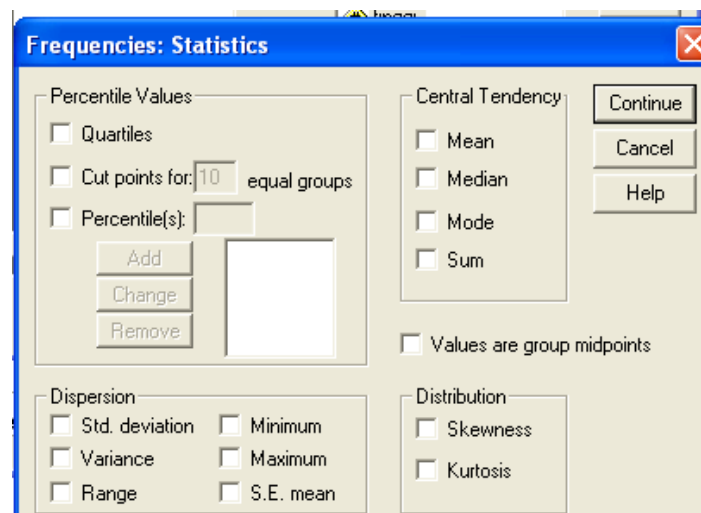 tinggi
Frequencies: Statistics
Percentile Values
Quartiles
Cut points for: 10 equal groups
Percentile(s):
Add
Change
Remove
Central Tendency
Mean
Median
Mode
Sum
Continue
Cancel
Help
Values are group midpoints
Dispersion
Std. deviation
Minimum
Variance
Maximum
Range
S.E. mean
Distribution
Skewness
Kurtosis